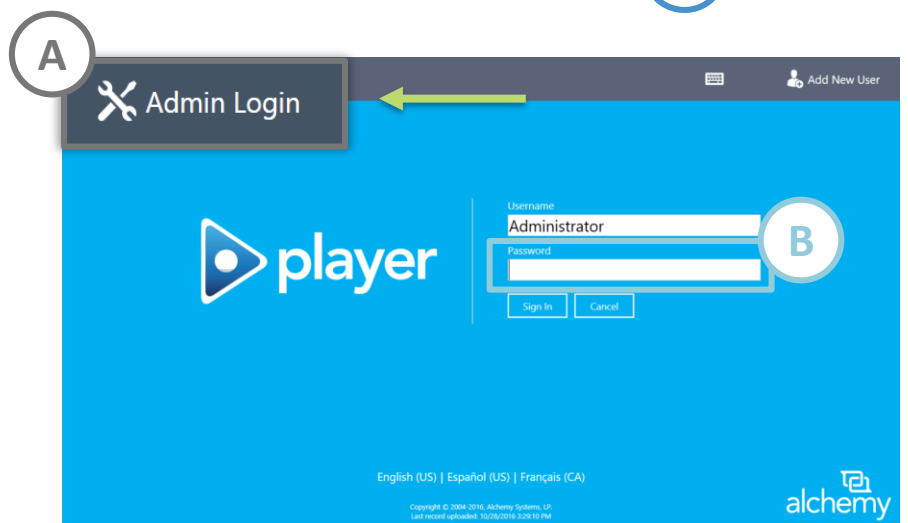 A
Admin Login
Add New User
Username
Administrator
Password
B
player
Sign In
Cancel
English (US) | Español (US) | Français (CA)
Copyright © 2004-2016, Alchemy Systems, LP.
Last record uploaded: 10/28/2016 3:29:10 PM
alchemy